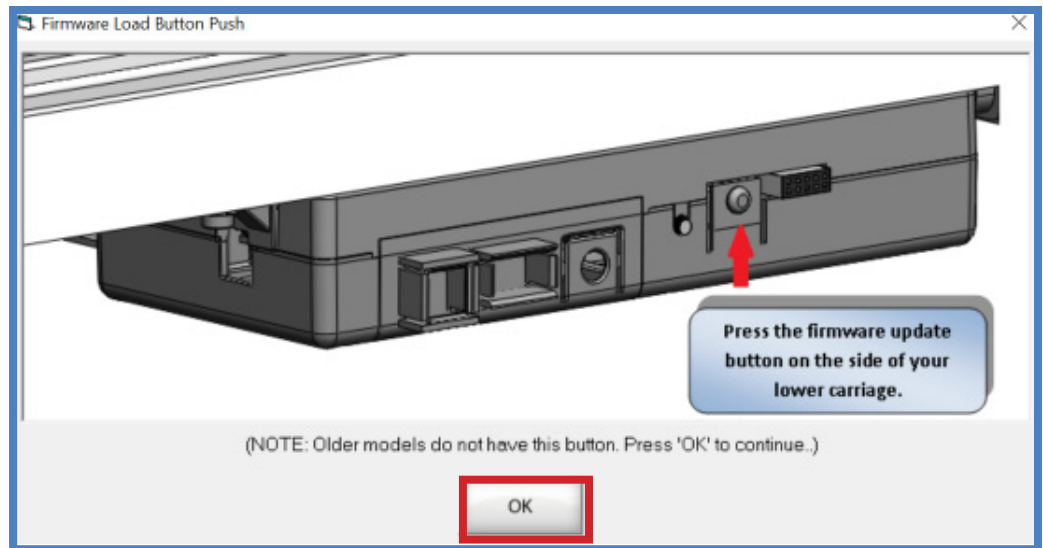 Firmware Load Button Push
Press the firmware update
button on the side of your
lower carriage.
(NOTE: Older models do not have this button. Press 'OK' to continue..)
OK